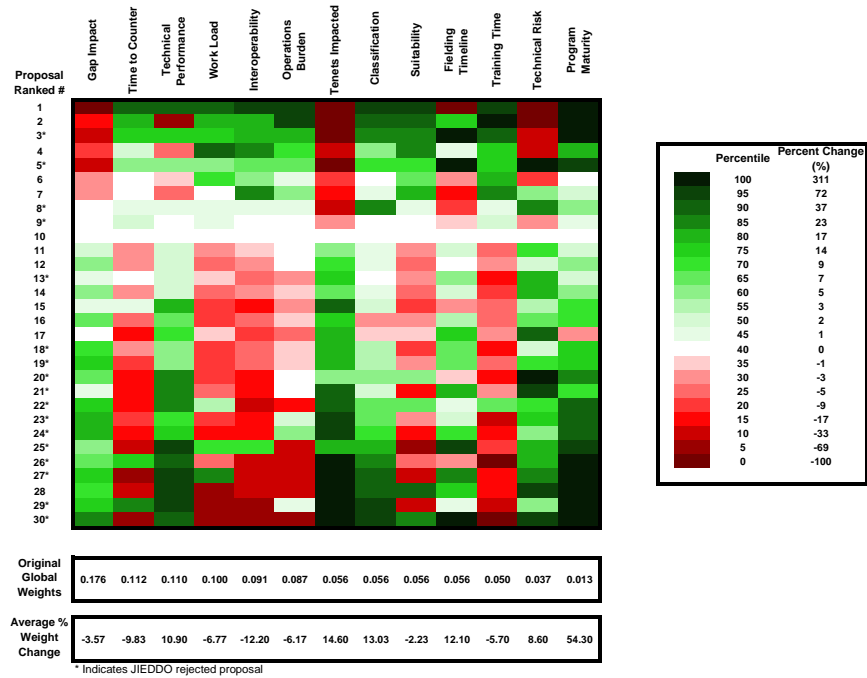 Proposal
Ranked #
Gap Impact
Time to Counter
Technical
Performance
Work Load
Interoperability
Operations
Burden
Tenets Impacted
Classification
Suitability
Fielding
Timeline
Training Time
Technical Risk
Program
Maturity
1
2
3*
4
5*
6
7
8*
9*
10
11
12
13*
14
15
16
17
18*
19*
20*
21*
22*
23*
24*
25*
26*
27*
28
29*
30*
Percentile Percent Change
(%)
100 311
95 72
90 37
85 23
80 17
75 14
70 9
65 7
60 5
55 3
50 2
45 1
40 0
35 -1
30 -3
25 -5
20 -9
15 -17
10 -33
5 -69
0 -100
Original
Global
Weights
0.176 0.112 0.110 0.100 0.091 0.087 0.056 0.056 0.056 0.056 0.050 0.037 0.013
Average %
Weight
Change
-3.57 -9.83 10.90 -6.77 -12.20 -6.17 14.60 13.03 -2.23 12.10 -5.70 8.60 54.30
* Indicates JIEDDO rejected proposal